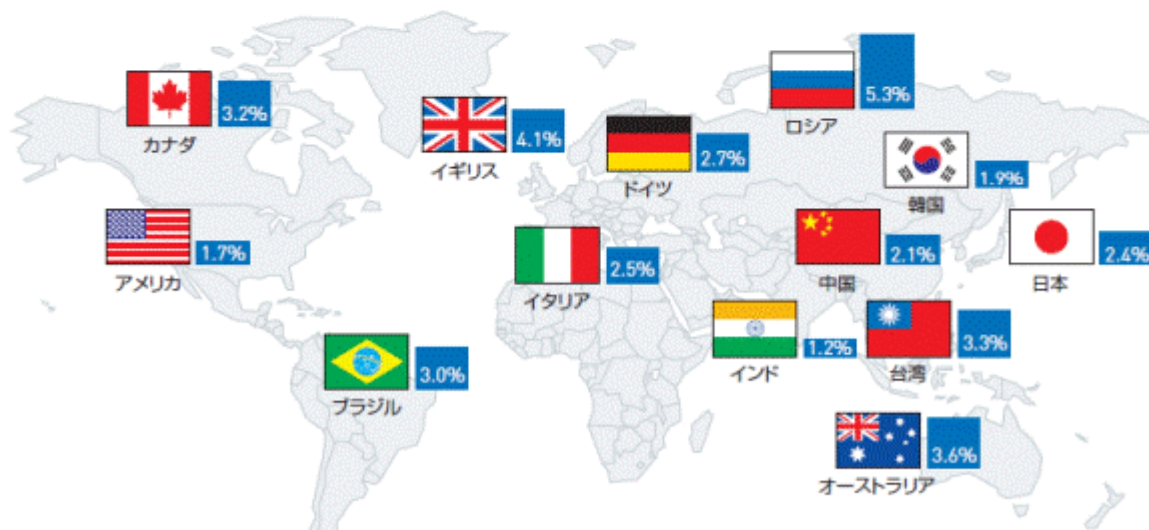 5.3%
ロシア
3.2%
カナダ
4.1%
イギリス
2.7%
ドイツ
1.9%
韓国
1.7%
アメリカ
2.5%
イタリア
2.1%
中国
2.4%
日本
1.2%
インド
3.3%
台湾
3.0%
ブラジル
3.6%
オーストラリア